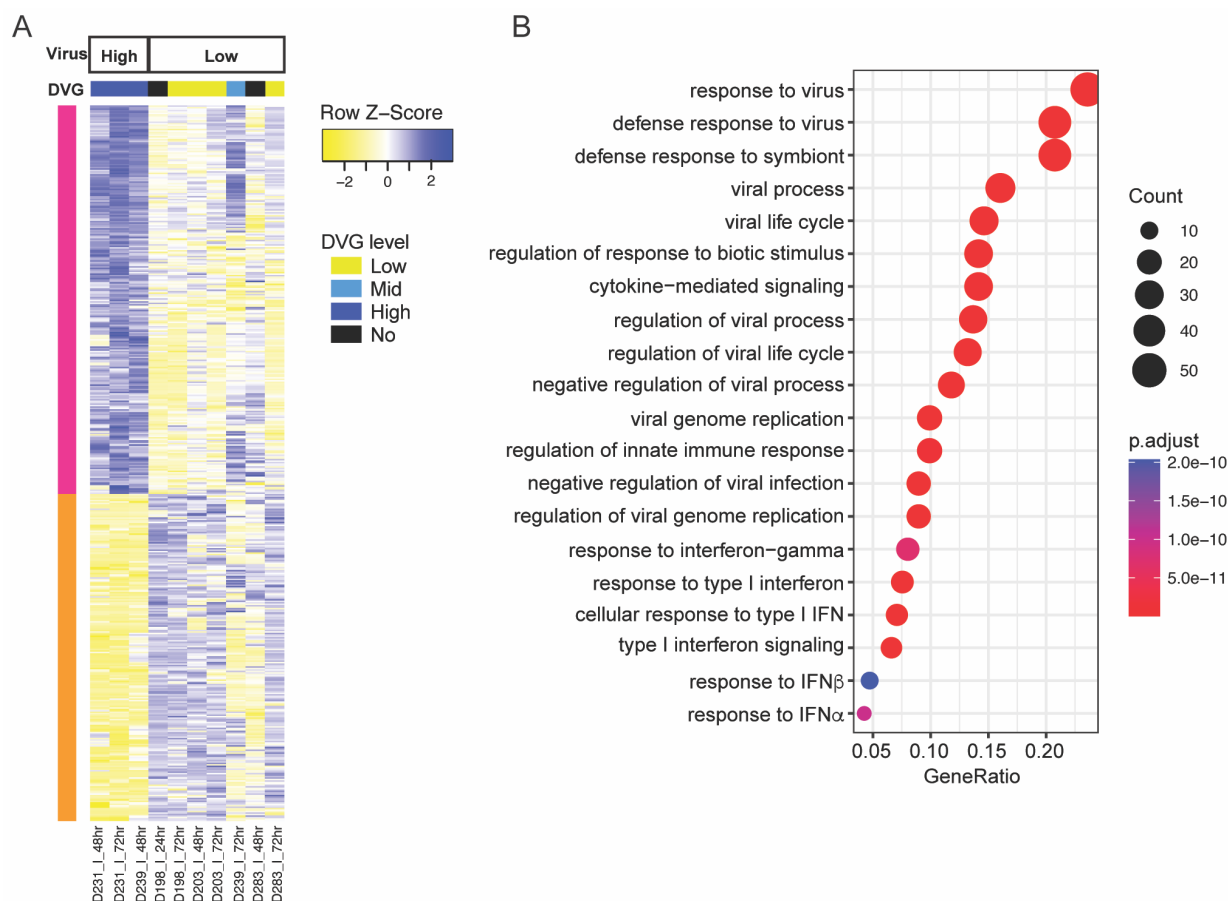 A
Virus High Low
DVG
Row Z−Score
−2 0 2
DVG level
Low
Mid
High
No
D231_I_48hr
D231_I_72hr
D239_I_48hr
D198_I_24hr
D198_I_72hr
D203_I_48hr
D203_I_72hr
D239_I_72hr
D283_I_48hr
D283_I_72hr
B
response to virus
defense response to virus
defense response to symbiont
viral process
viral life cycle
regulation of response to biotic stimulus
cytokine−mediated signaling
regulation of viral process
regulation of viral life cycle
negative regulation of viral process
viral genome replication
regulation of innate immune response
negative regulation of viral infection
regulation of viral genome replication
response to interferon−gamma
response to type I interferon
cellular response to type I IFN
type I interferon signaling
response to IFNβ
response to IFNα
0.05 0.10 0.15 0.20
GeneRatio
Count
10
20
30
40
50
p.adjust
2.0e−10
1.5e−10
1.0e−10
5.0e−11